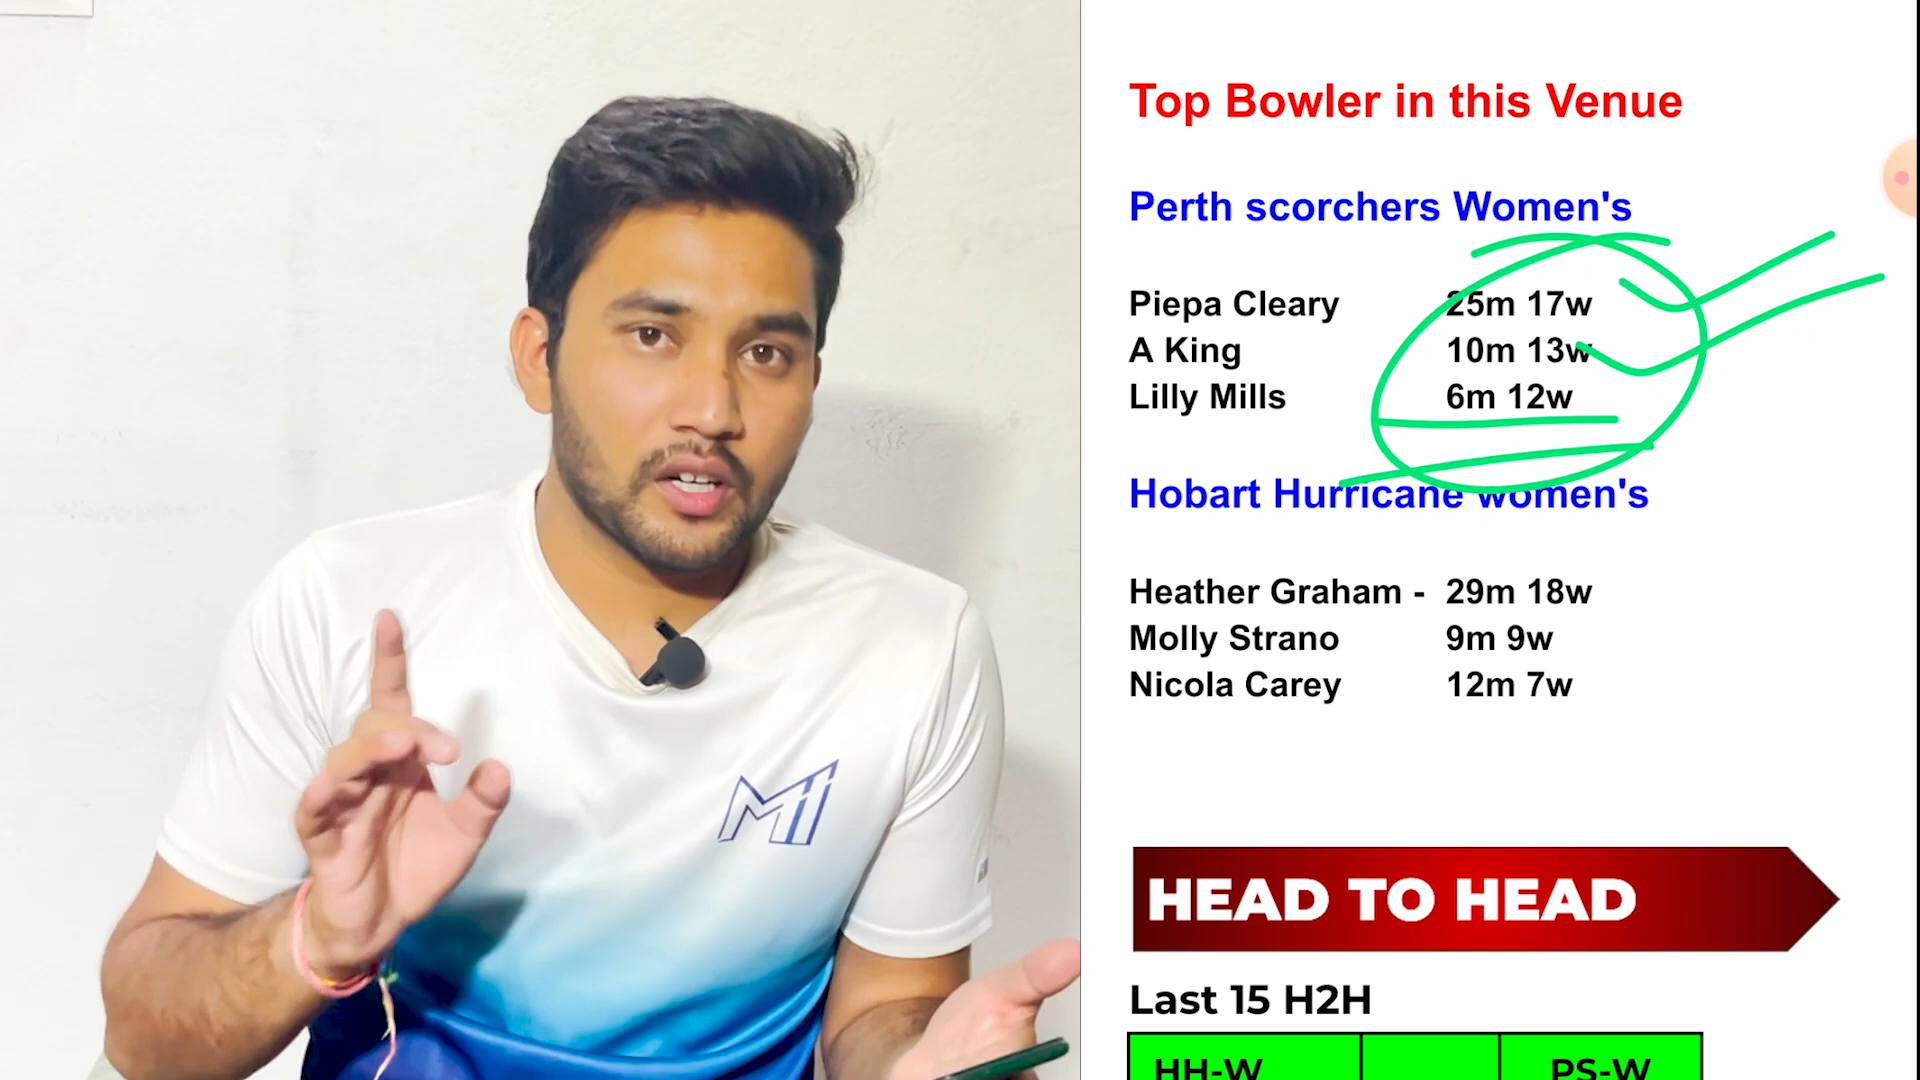 Top Bowler in this Venue
Perth scorchers Women's
Piepa Cleary 25m 17w
A King 10m 13w
Lilly Mills 6m 12w
Hobart Hurricane women's
Heather Graham - 29m 18w
Molly Strano 9m 9w
Nicola Carey 12m 7w
HEAD TO HEAD
Last 15 H2H
HH-W PS-W
MI